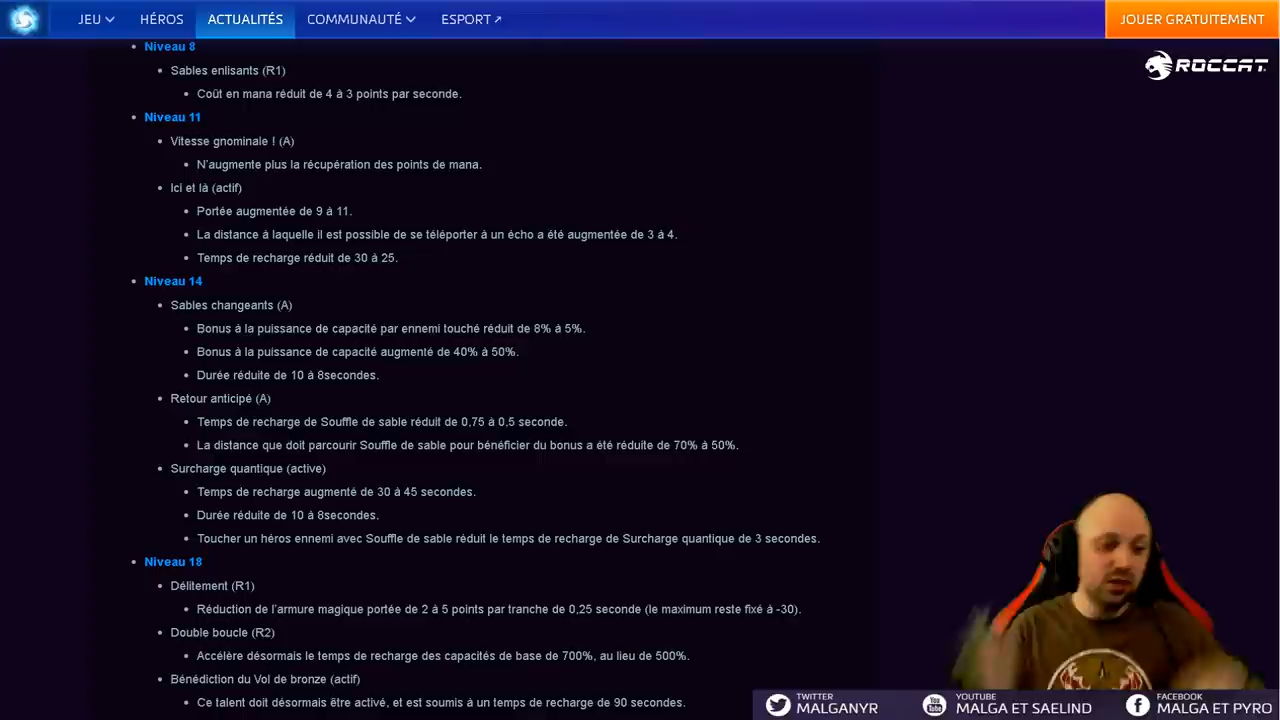 JEU HÉROS ACTUALITÉS COMMUNAUTÉ ESPORT JOUER GRATUITEMENT
Niveau 8
ROCCAT
Sables enlisants (R1)
Coût en mana réduit de 4 à 3 points par seconde.
Niveau 11
Vitesse gnominale ! (A)
N'augmente plus la récupération des points de mana.
Ici et là (actif)
Portée augmentée de 9 à 11.
La distance à laquelle il est possible de se téléporter à un écho a été augmentée de 3 à 4.
Temps de recharge réduit de 30 à 25.
Niveau 14
Sables changeants (A)
Bonus à la puissance de capacité par ennemi touché réduit de 8% à 5%.
Bonus à la puissance de capacité augmenté de 40% à 50%.
Durée réduite de 10 à 8secondes.
Retour anticipé (A)
Temps de recharge de Souffle de sable réduit de 0,75 à 0,5 seconde.
La distance que doit parcourir Souffle de sable pour bénéficier du bonus a été réduite de 70% à 50%.
Surcharge quantique (active)
Temps de recharge augmenté de 30 à 45 secondes.
Durée réduite de 10 à 8secondes.
Toucher un héros ennemi avec Souffle de sable réduit le temps de recharge de Surcharge quantique de 3 secondes.
Niveau 18
Délitement (R1)
Réduction de l'armure magique portée de 2 à 5 points par tranche de 0,25 seconde (le maximum reste fixé à -30).
Double boucle (R2)
Accélère désormais le temps de recharge des capacités de base de 700%, au lieu de 500%.
Bénédiction du Vol de bronze (actif)
Ce talent doit désormais être activé, et est soumis à un temps de recharge de 90 secondes.
TWITTER
MALGANYR
YOUTUBE
MALGA ET SAELIND
FACEBOOK
MALGA ET PYRO